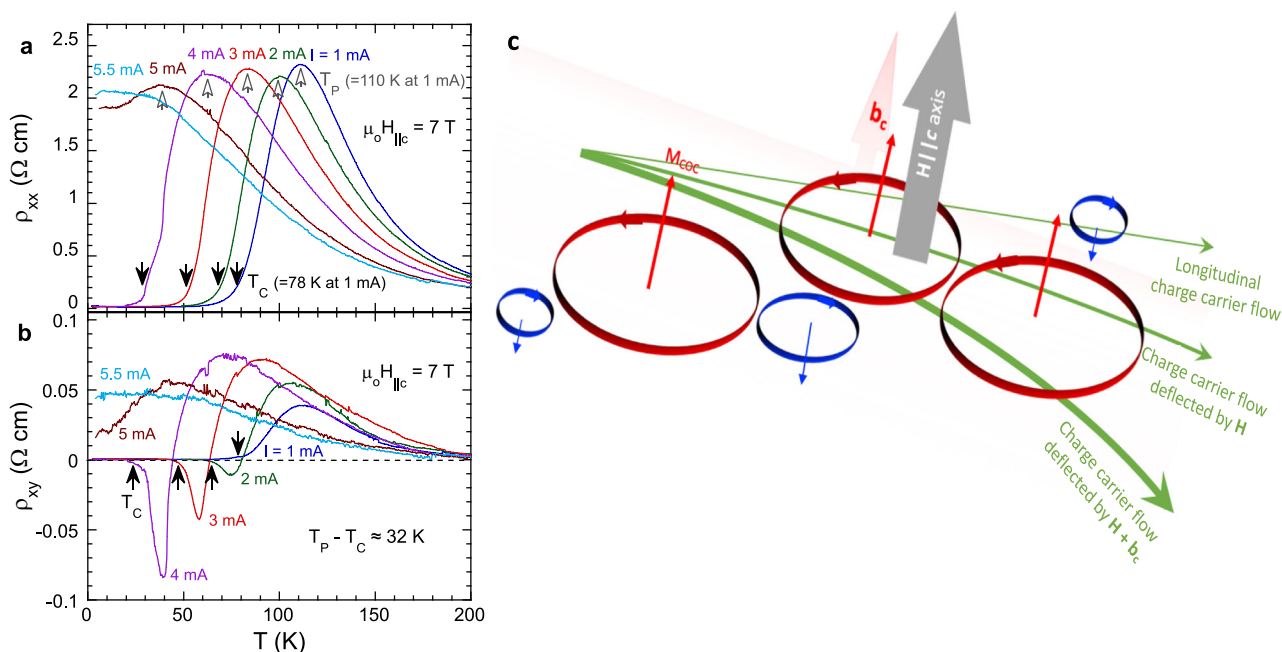 a
2.5
2
1.5
1
0.5
0
ρxx (Ω cm)
5.5 mA
5 mA
4 mA
3 mA
2 mA
I = 1 mA
TP (=110 K at 1 mA)
μoH||c = 7 T
TC (=78 K at 1 mA)
b
0.1
0.05
0
-0.05
-0.1
ρxy (Ω cm)
μoH||c = 7 T
5.5 mA
5 mA
I = 1 mA
2 mA
TC
3 mA
4 mA
TP - TC ≈ 32 K
0
50
100
150
200
T (K)
c
bc
H||c axis
MCOC
Longitudinal
charge carrier flow
Charge carrier flow
deflected by H
Charge carrier flow
deflected by H + bc